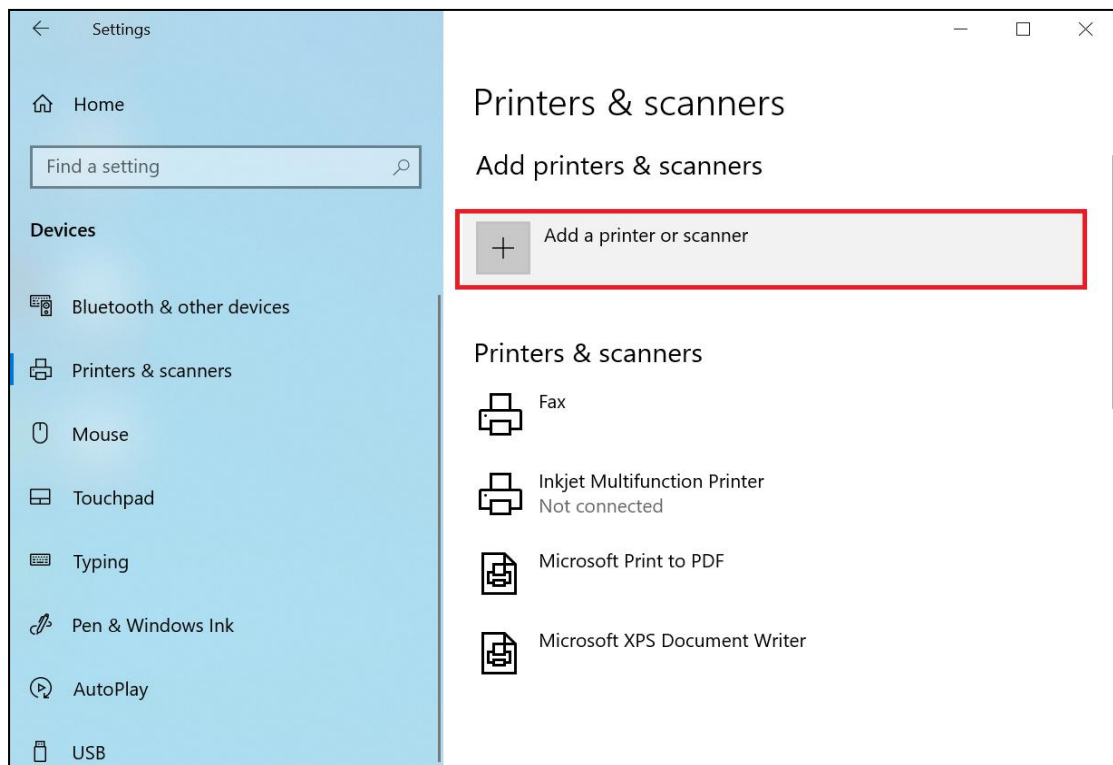 Settings
Home
Find a setting
Devices
Bluetooth & other devices
Printers & scanners
Mouse
Touchpad
Typing
Pen & Windows Ink
AutoPlay
USB
Printers & scanners
Add printers & scanners
Add a printer or scanner
Printers & scanners
Fax
Inkjet Multifunction Printer
Not connected
Microsoft Print to PDF
Microsoft XPS Document Writer